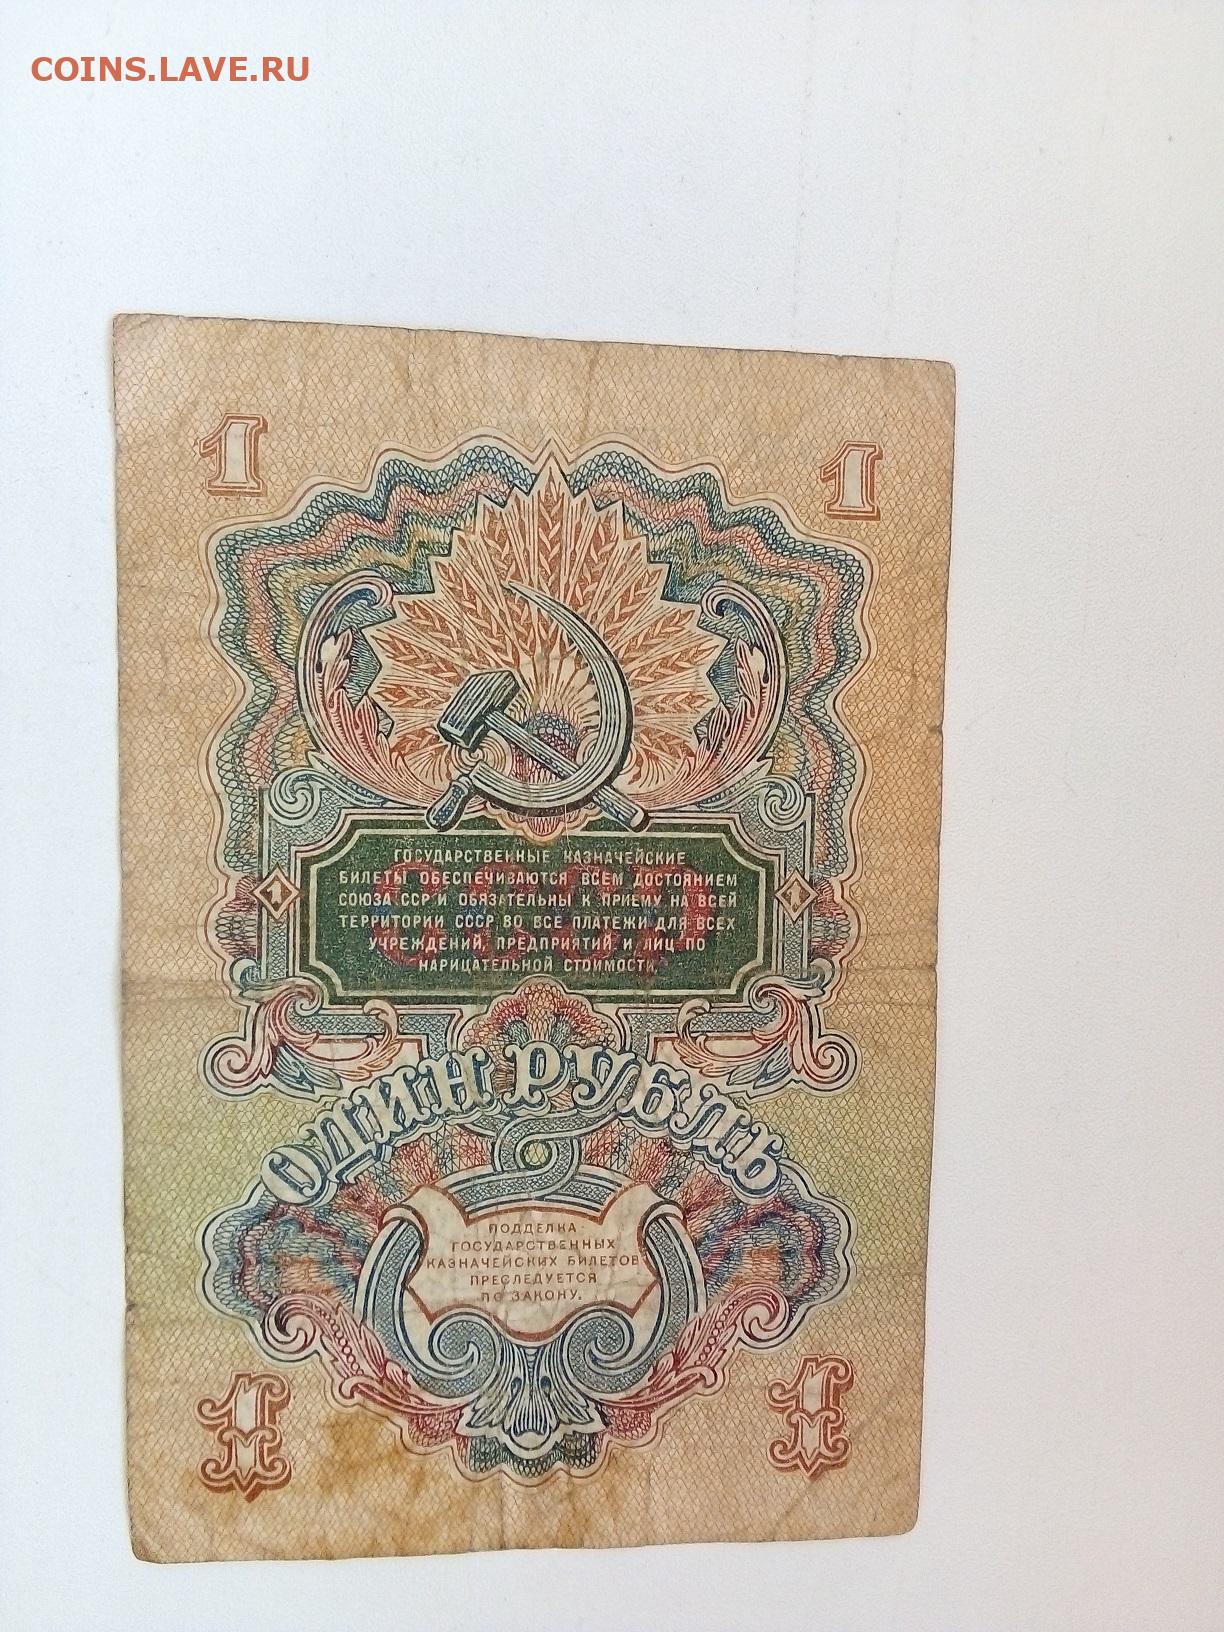 COINS.LAVE.RU
1 1
ГОСУДАРСТВЕННЫЕ КАЗНАЧЕЙСКИЕ
БИЛЕТЫ ОБЕСПЕЧИВАЮТСЯ ВСЕМ ДОСТОЯНИЕМ
СОЮЗА ССР И ОБЯЗАТЕЛЬНЫ К ПРИЕМУ НА ВСЕЙ
1 1
ТЕРРИТОРИИ СССР ВО ВСЕ ПЛАТЕЖИ ДЛЯ ВСЕХ
УЧРЕЖДЕНИЙ, ПРЕДПРИЯТИЙ И ЛИЦ ПО
НАРИЦАТЕЛЬНОЙ СТОИМОСТИ.
СССР
ОДИН РУБЛЬ
ПОДДЕЛКА
ГОСУДАРСТВЕННЫХ
КАЗНАЧЕЙСКИХ БИЛЕТОВ
ПРЕСЛЕДУЕТСЯ
ПО ЗАКОНУ.
1 1